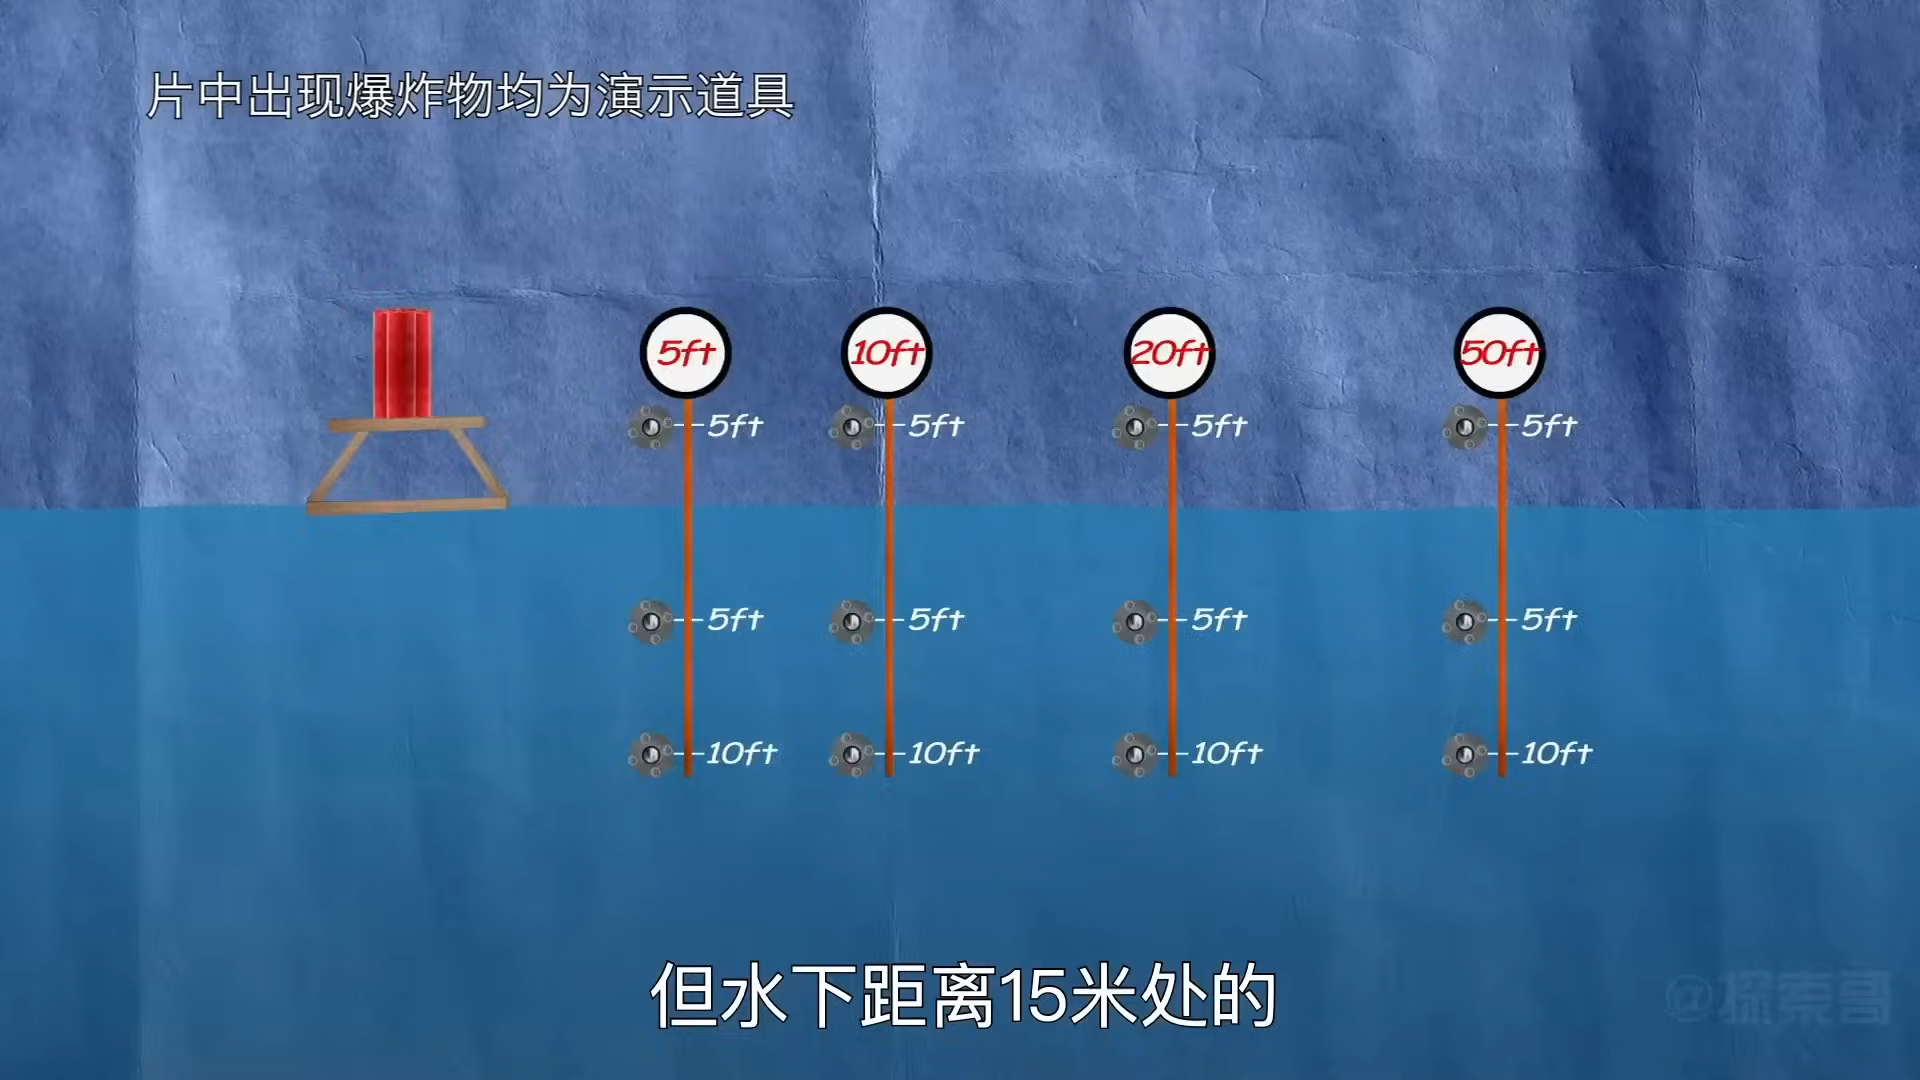 片中出现爆炸物均为演示道具
5ft 10ft 20ft 50ft
5ft 5ft 5ft 5ft
5ft 5ft 5ft 5ft
10ft 10ft 10ft 10ft
但水下距离15米处的
@探索哥